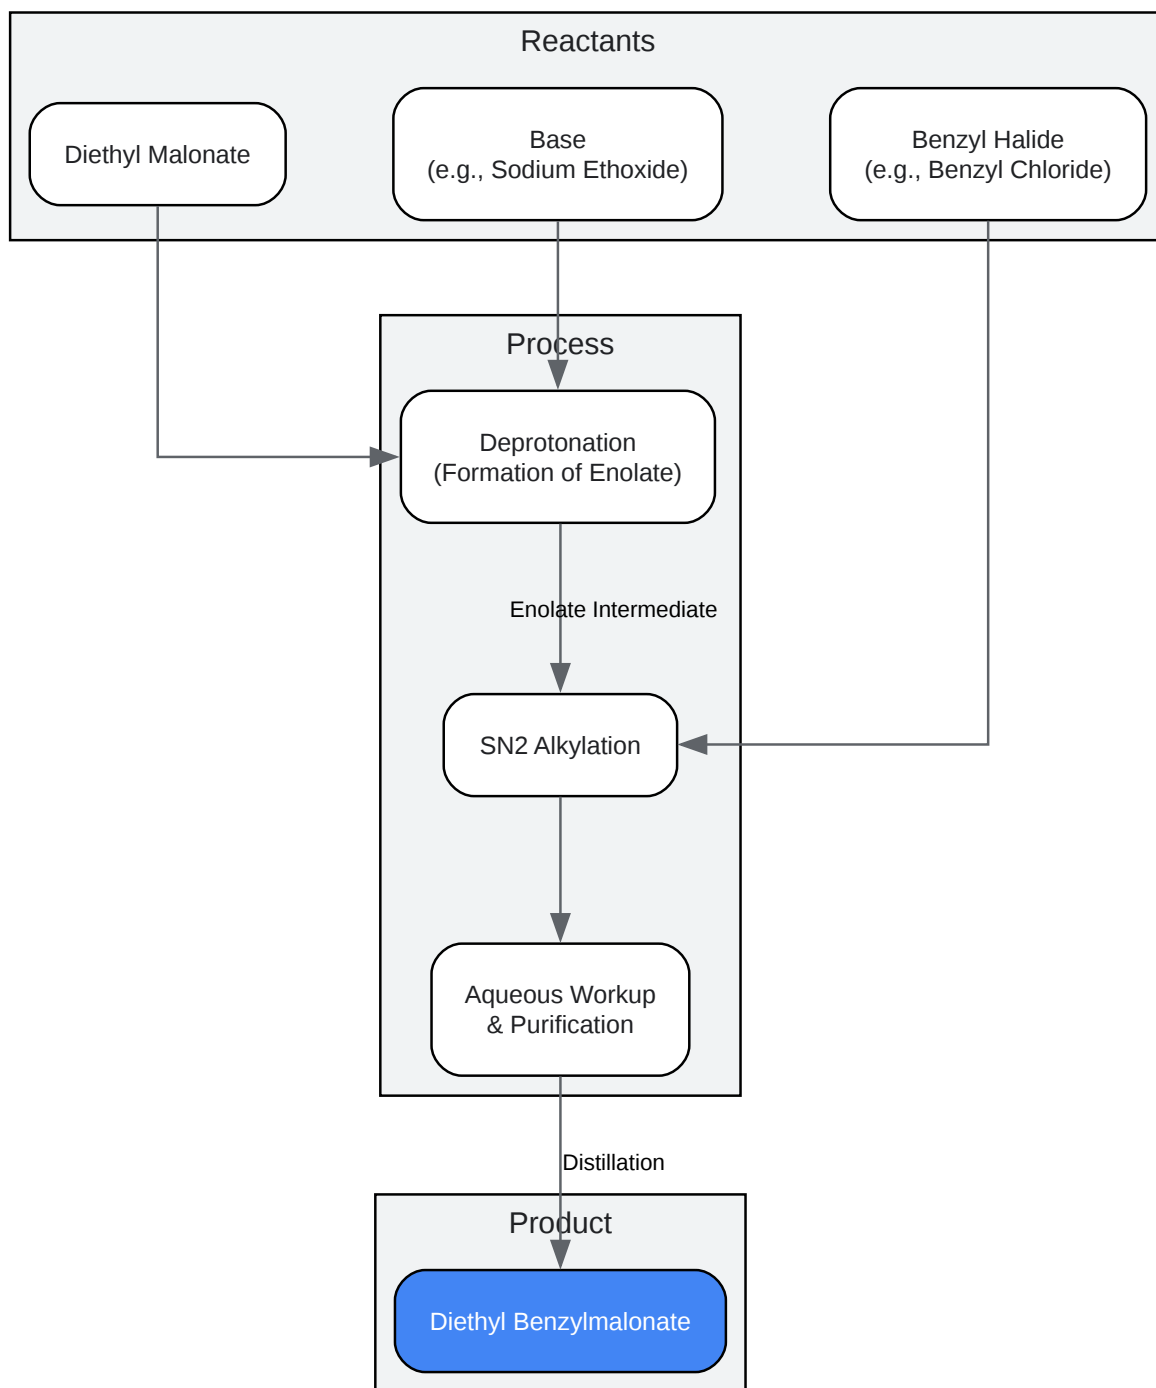 Reactants
Diethyl Malonate
Base
(e.g., Sodium Ethoxide)
Benzyl Halide
(e.g., Benzyl Chloride)
Process
Deprotonation
(Formation of Enolate)
Enolate Intermediate
SN2 Alkylation
Aqueous Workup
& Purification
Distillation
Product
Diethyl Benzylmalonate